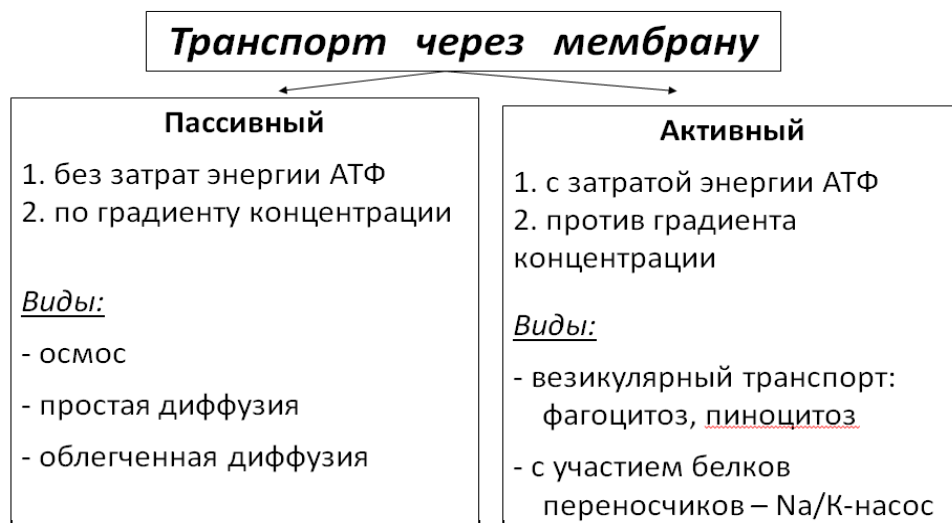 Транспорт через мембрану
Пассивный
1. без затрат энергии АТФ
2. по градиенту концентрации
Виды:
- осмос
- простая диффузия
- облегченная диффузия
Активный
1. с затратой энергии АТФ
2. против градиента
концентрации
Виды:
- везикулярный транспорт:
фагоцитоз, пиноцитоз
- с участием белков
переносчиков – Na/К-насос